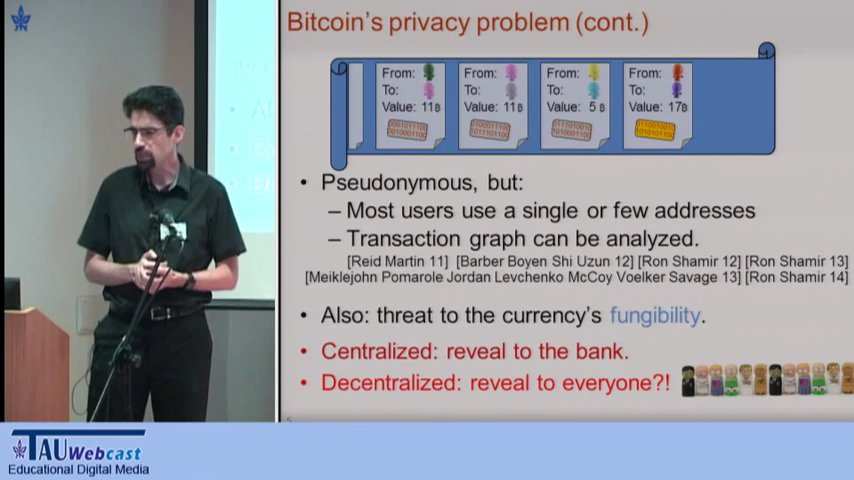 Bitcoin's privacy problem (cont.)
From:
To:
Value: 11฿
From:
To:
Value: 11฿
From:
To:
Value: 5฿
From:
To:
Value: 17฿
• Pseudonymous, but:
– Most users use a single or few addresses
– Transaction graph can be analyzed.
[Reid Martin 11] [Barber Boyen Shi Uzun 12] [Ron Shamir 12] [Ron Shamir 13]
[Meiklejohn Pomarole Jordan Levchenko McCoy Voelker Savage 13] [Ron Shamir 14]
• Also: threat to the currency's fungibility.
• Centralized: reveal to the bank.
• Decentralized: reveal to everyone?!
TAU Webcast
Educational Digital Media